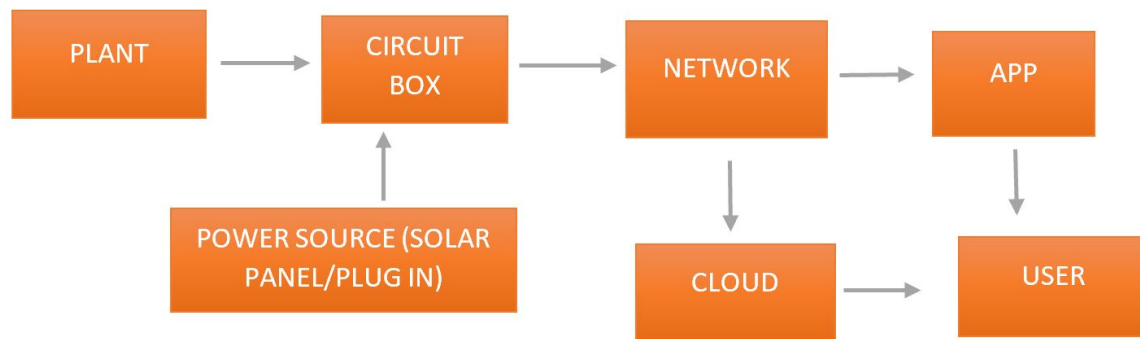 PLANT
CIRCUIT
BOX
NETWORK
APP
POWER SOURCE (SOLAR
PANEL/PLUG IN)
CLOUD
USER